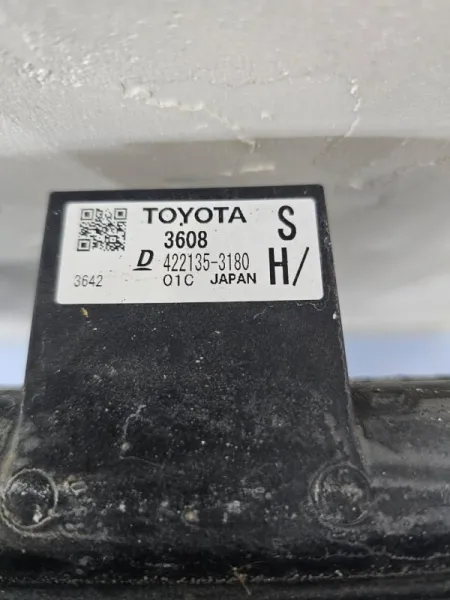 TOYOTA S
3608
D 422135-3180 H/
3642 01C JAPAN